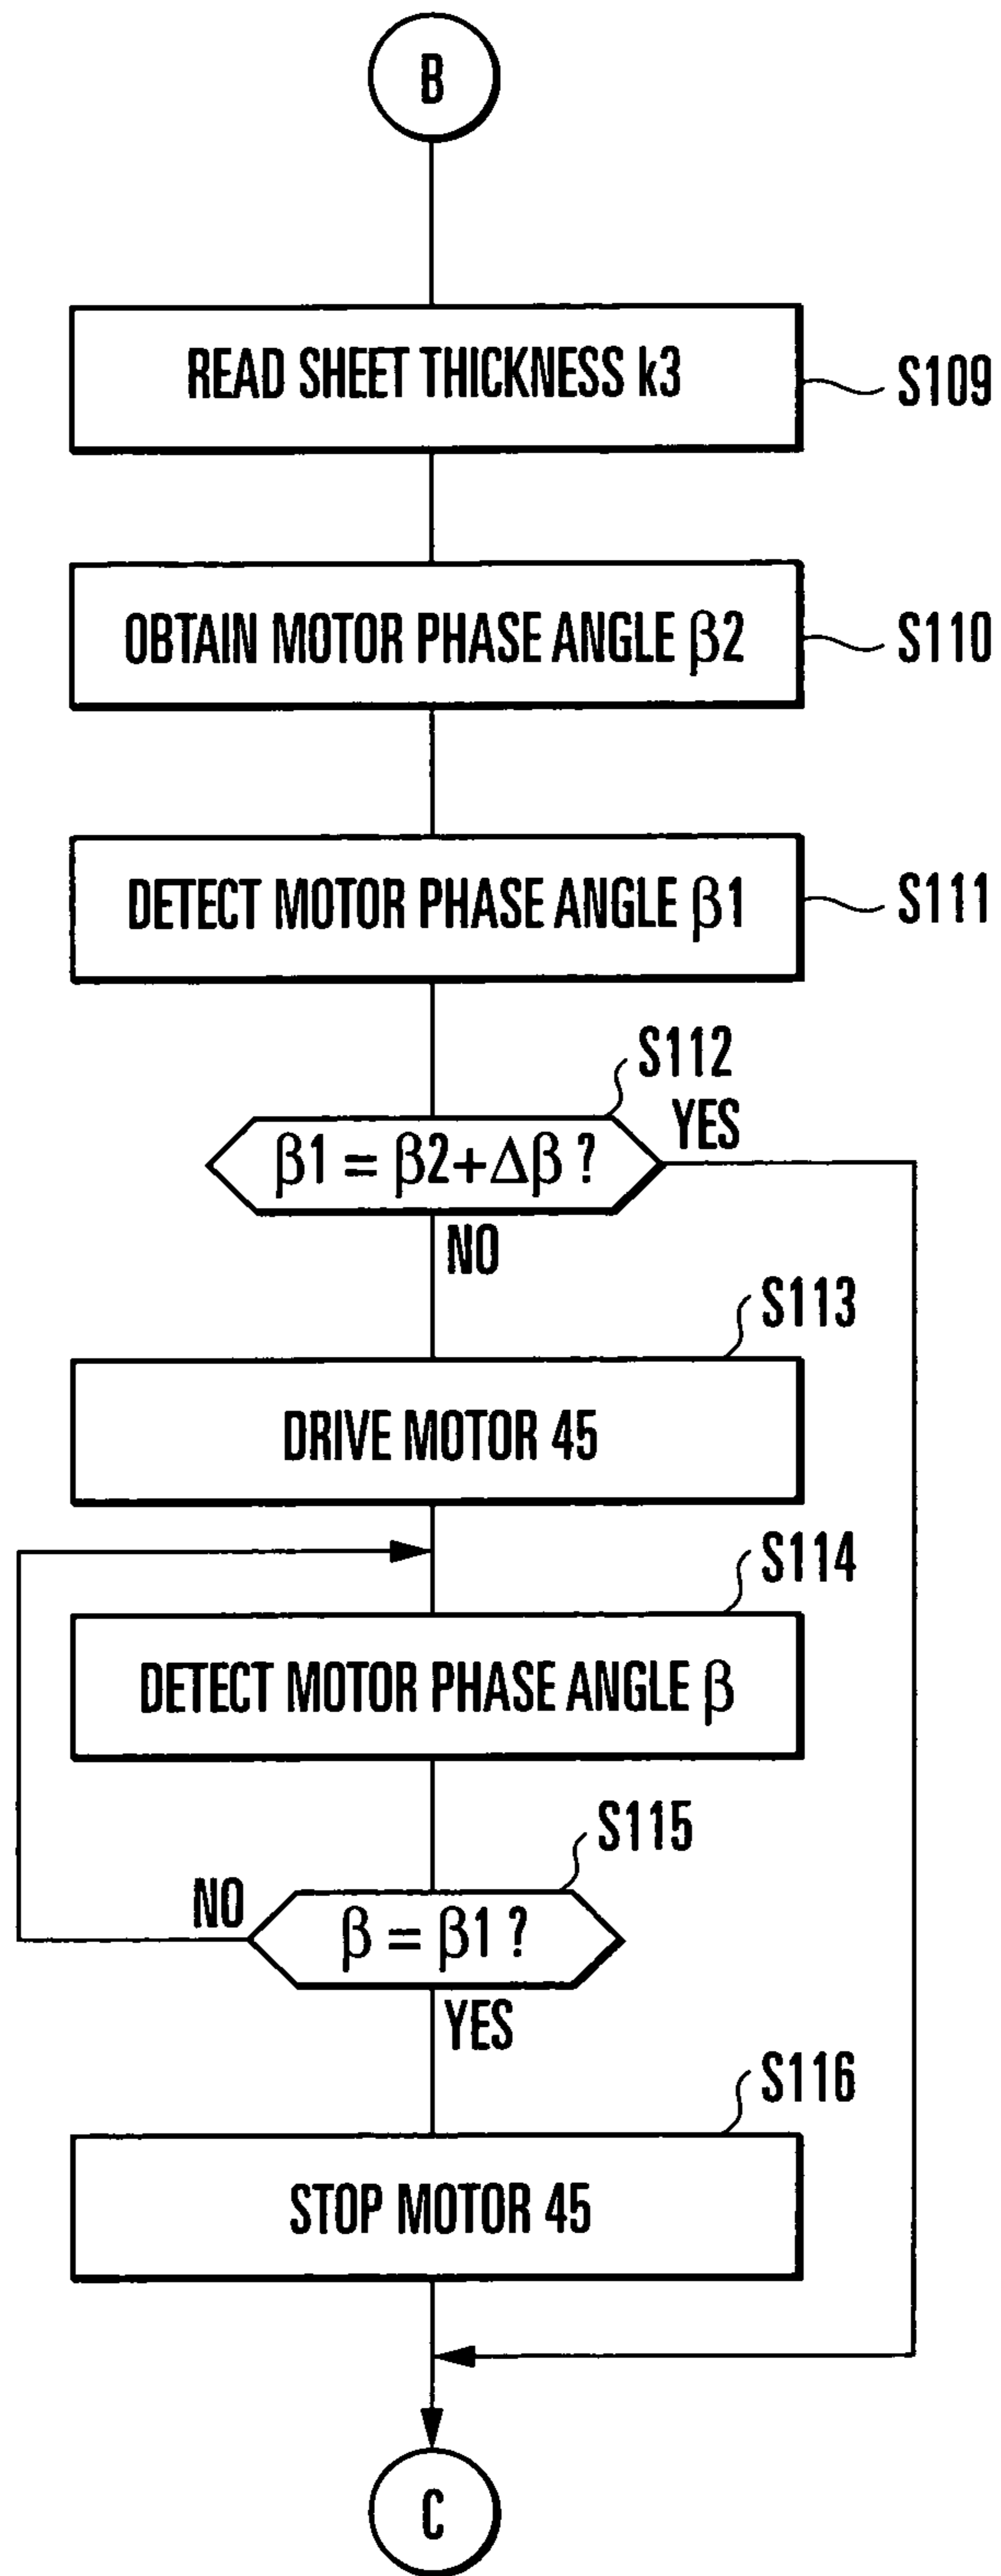 B
READ SHEET THICKNESS k3
S109
OBTAIN MOTOR PHASE ANGLE β2
S110
DETECT MOTOR PHASE ANGLE β1
S111
S112
β1 = β2+Δβ ?
YES
NO
S113
DRIVE MOTOR 45
S114
DETECT MOTOR PHASE ANGLE β
S115
NO
β = β1 ?
YES
S116
STOP MOTOR 45
C